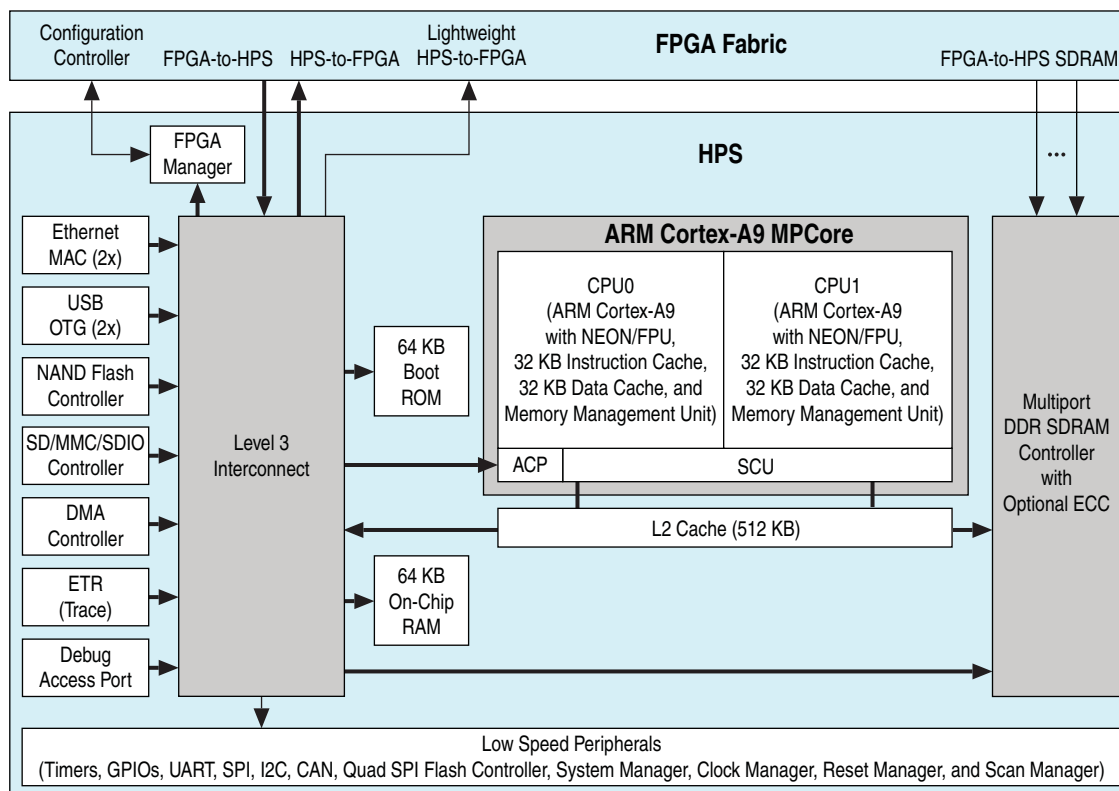 Configuration
Controller
FPGA-to-HPS
HPS-to-FPGA
Lightweight
HPS-to-FPGA
FPGA Fabric
FPGA-to-HPS SDRAM
FPGA
Manager
HPS
...
Ethernet
MAC (2x)
USB
OTG (2x)
NAND Flash
Controller
SD/MMC/SDIO
Controller
DMA
Controller
ETR
(Trace)
Debug
Access Port
Level 3
Interconnect
64 KB
Boot
ROM
64 KB
On-Chip
RAM
ARM Cortex-A9 MPCore
CPU0
(ARM Cortex-A9
with NEON/FPU,
32 KB Instruction Cache,
32 KB Data Cache, and
Memory Management Unit)
CPU1
(ARM Cortex-A9
with NEON/FPU,
32 KB Instruction Cache,
32 KB Data Cache, and
Memory Management Unit)
ACP
SCU
L2 Cache (512 KB)
Multiport
DDR SDRAM
Controller
with
Optional ECC
Low Speed Peripherals
(Timers, GPIOs, UART, SPI, I2C, CAN, Quad SPI Flash Controller, System Manager, Clock Manager, Reset Manager, and Scan Manager)